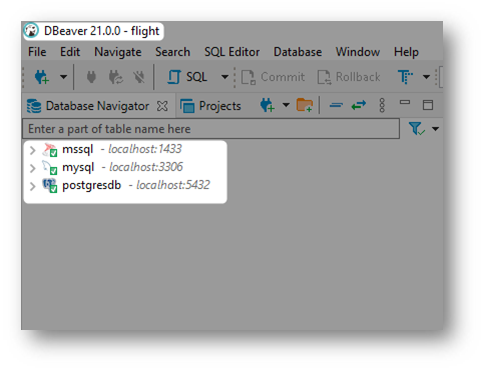 DBeaver 21.0.0 - flight
File Edit Navigate Search SQL Editor Database Window Help
SQL Commit Rollback T
Database Navigator Projects
Enter a part of table name here
mssql - localhost:1433
mysql - localhost:3306
postgresdb - localhost:5432